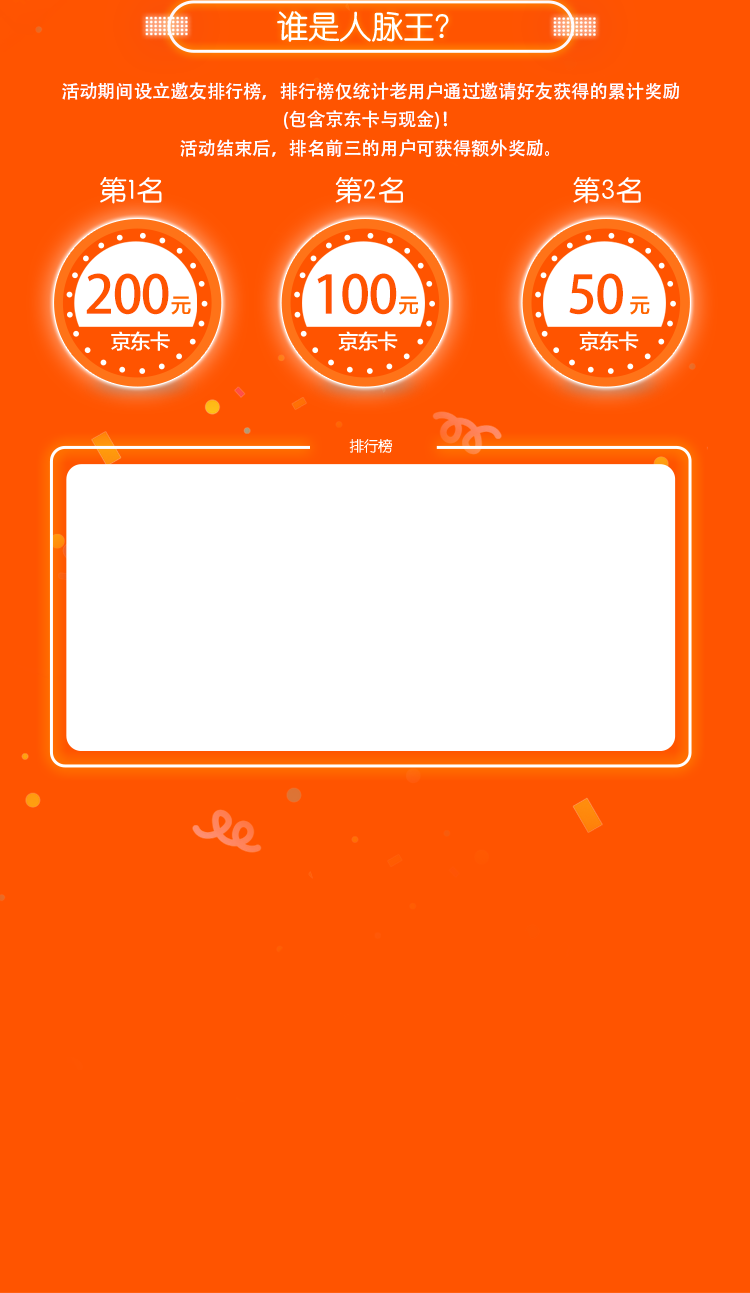 谁是人脉王?
活动期间设立邀友排行榜，排行榜仅统计老用户通过邀请好友获得的累计奖励
(包含京东卡与现金)！
活动结束后，排名前三的用户可获得额外奖励。
第1名 第2名 第3名
200元 100元 50元
京东卡 京东卡 京东卡
排行榜